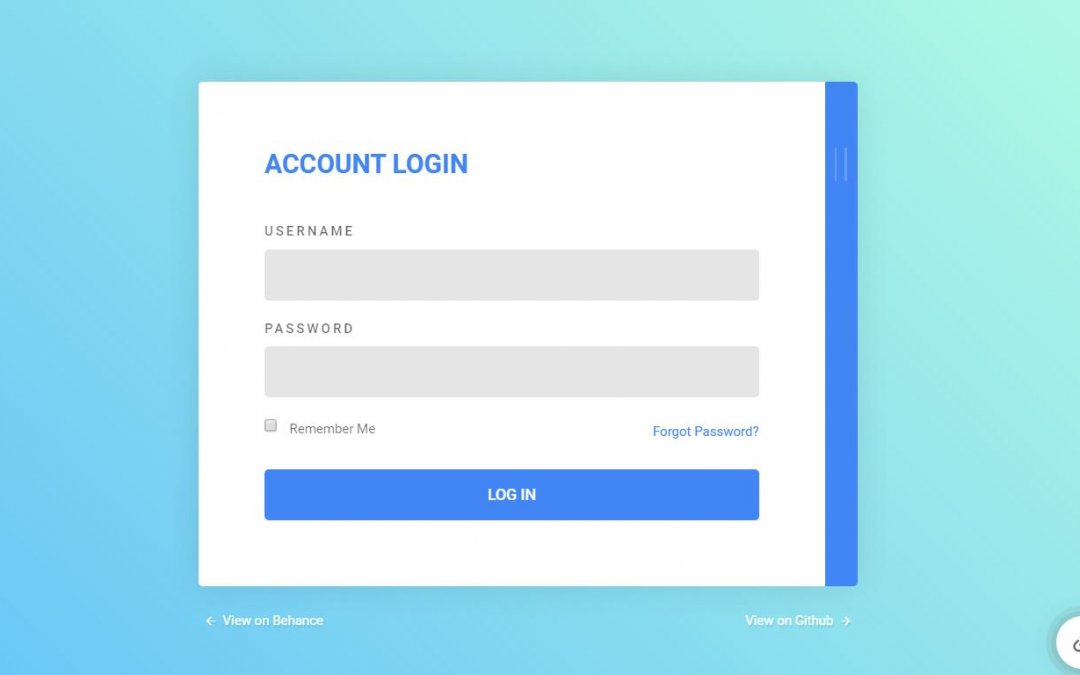 ACCOUNT LOGIN
USERNAME
PASSWORD
Remember Me
Forgot Password?
LOG IN
← View on Behance
View on Github →